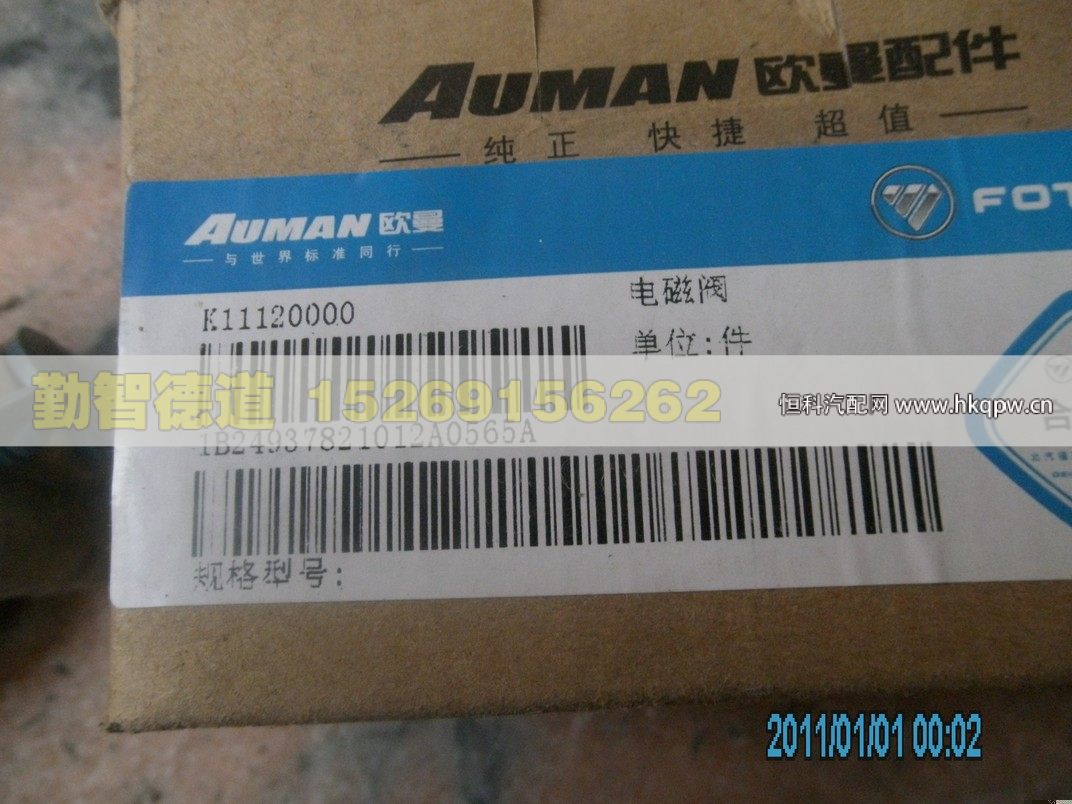 AUMAN 欧曼配件
纯正 快捷 超值
AUMAN 欧曼
与世界标准同行
FOT
K11120000
电磁阀
单位:件
勤智德道 15269156262
恒科汽配网 www.hkqpw.cn
1B24937821012A0565A
规格型号:
合
2011/01/01 00:02